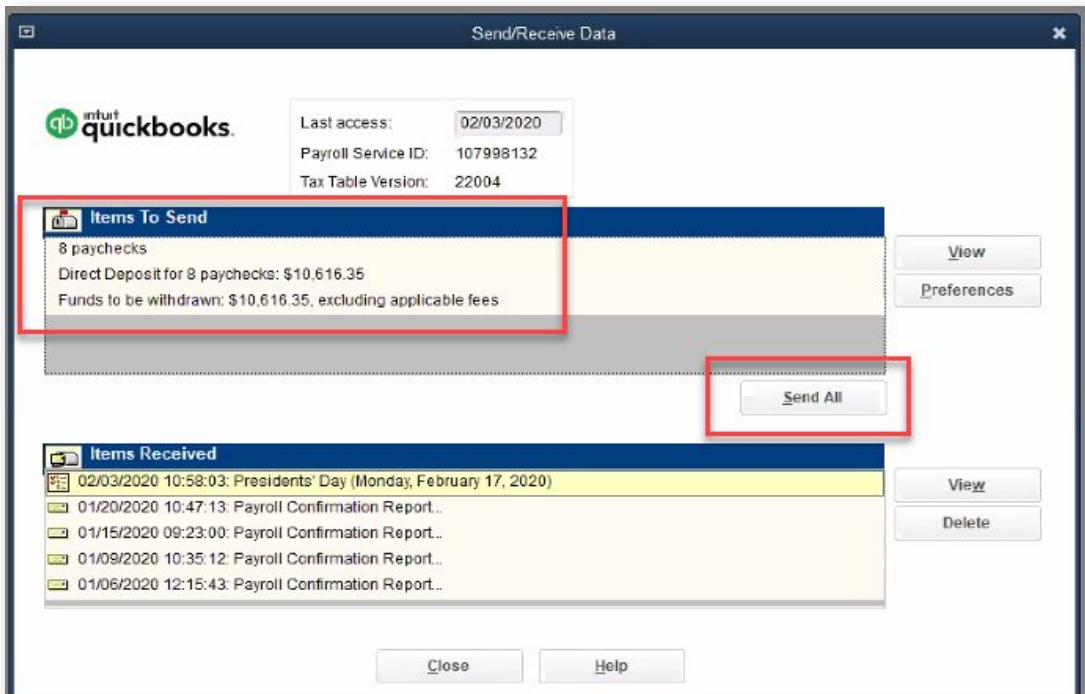 Send/Receive Data
intuit
quickbooks.
Last access: 02/03/2020
Payroll Service ID: 107998132
Tax Table Version: 22004
Items To Send
8 paychecks
Direct Deposit for 8 paychecks: $10,616.35
Funds to be withdrawn: $10,616.35, excluding applicable fees
View
Preferences
Send All
Items Received
02/03/2020 10:58:03: Presidents' Day (Monday, February 17, 2020)
01/20/2020 10:47:13: Payroll Confirmation Report...
01/15/2020 09:23:00: Payroll Confirmation Report...
01/09/2020 10:35:12: Payroll Confirmation Report...
01/06/2020 12:15:43: Payroll Confirmation Report...
View
Delete
Close
Help